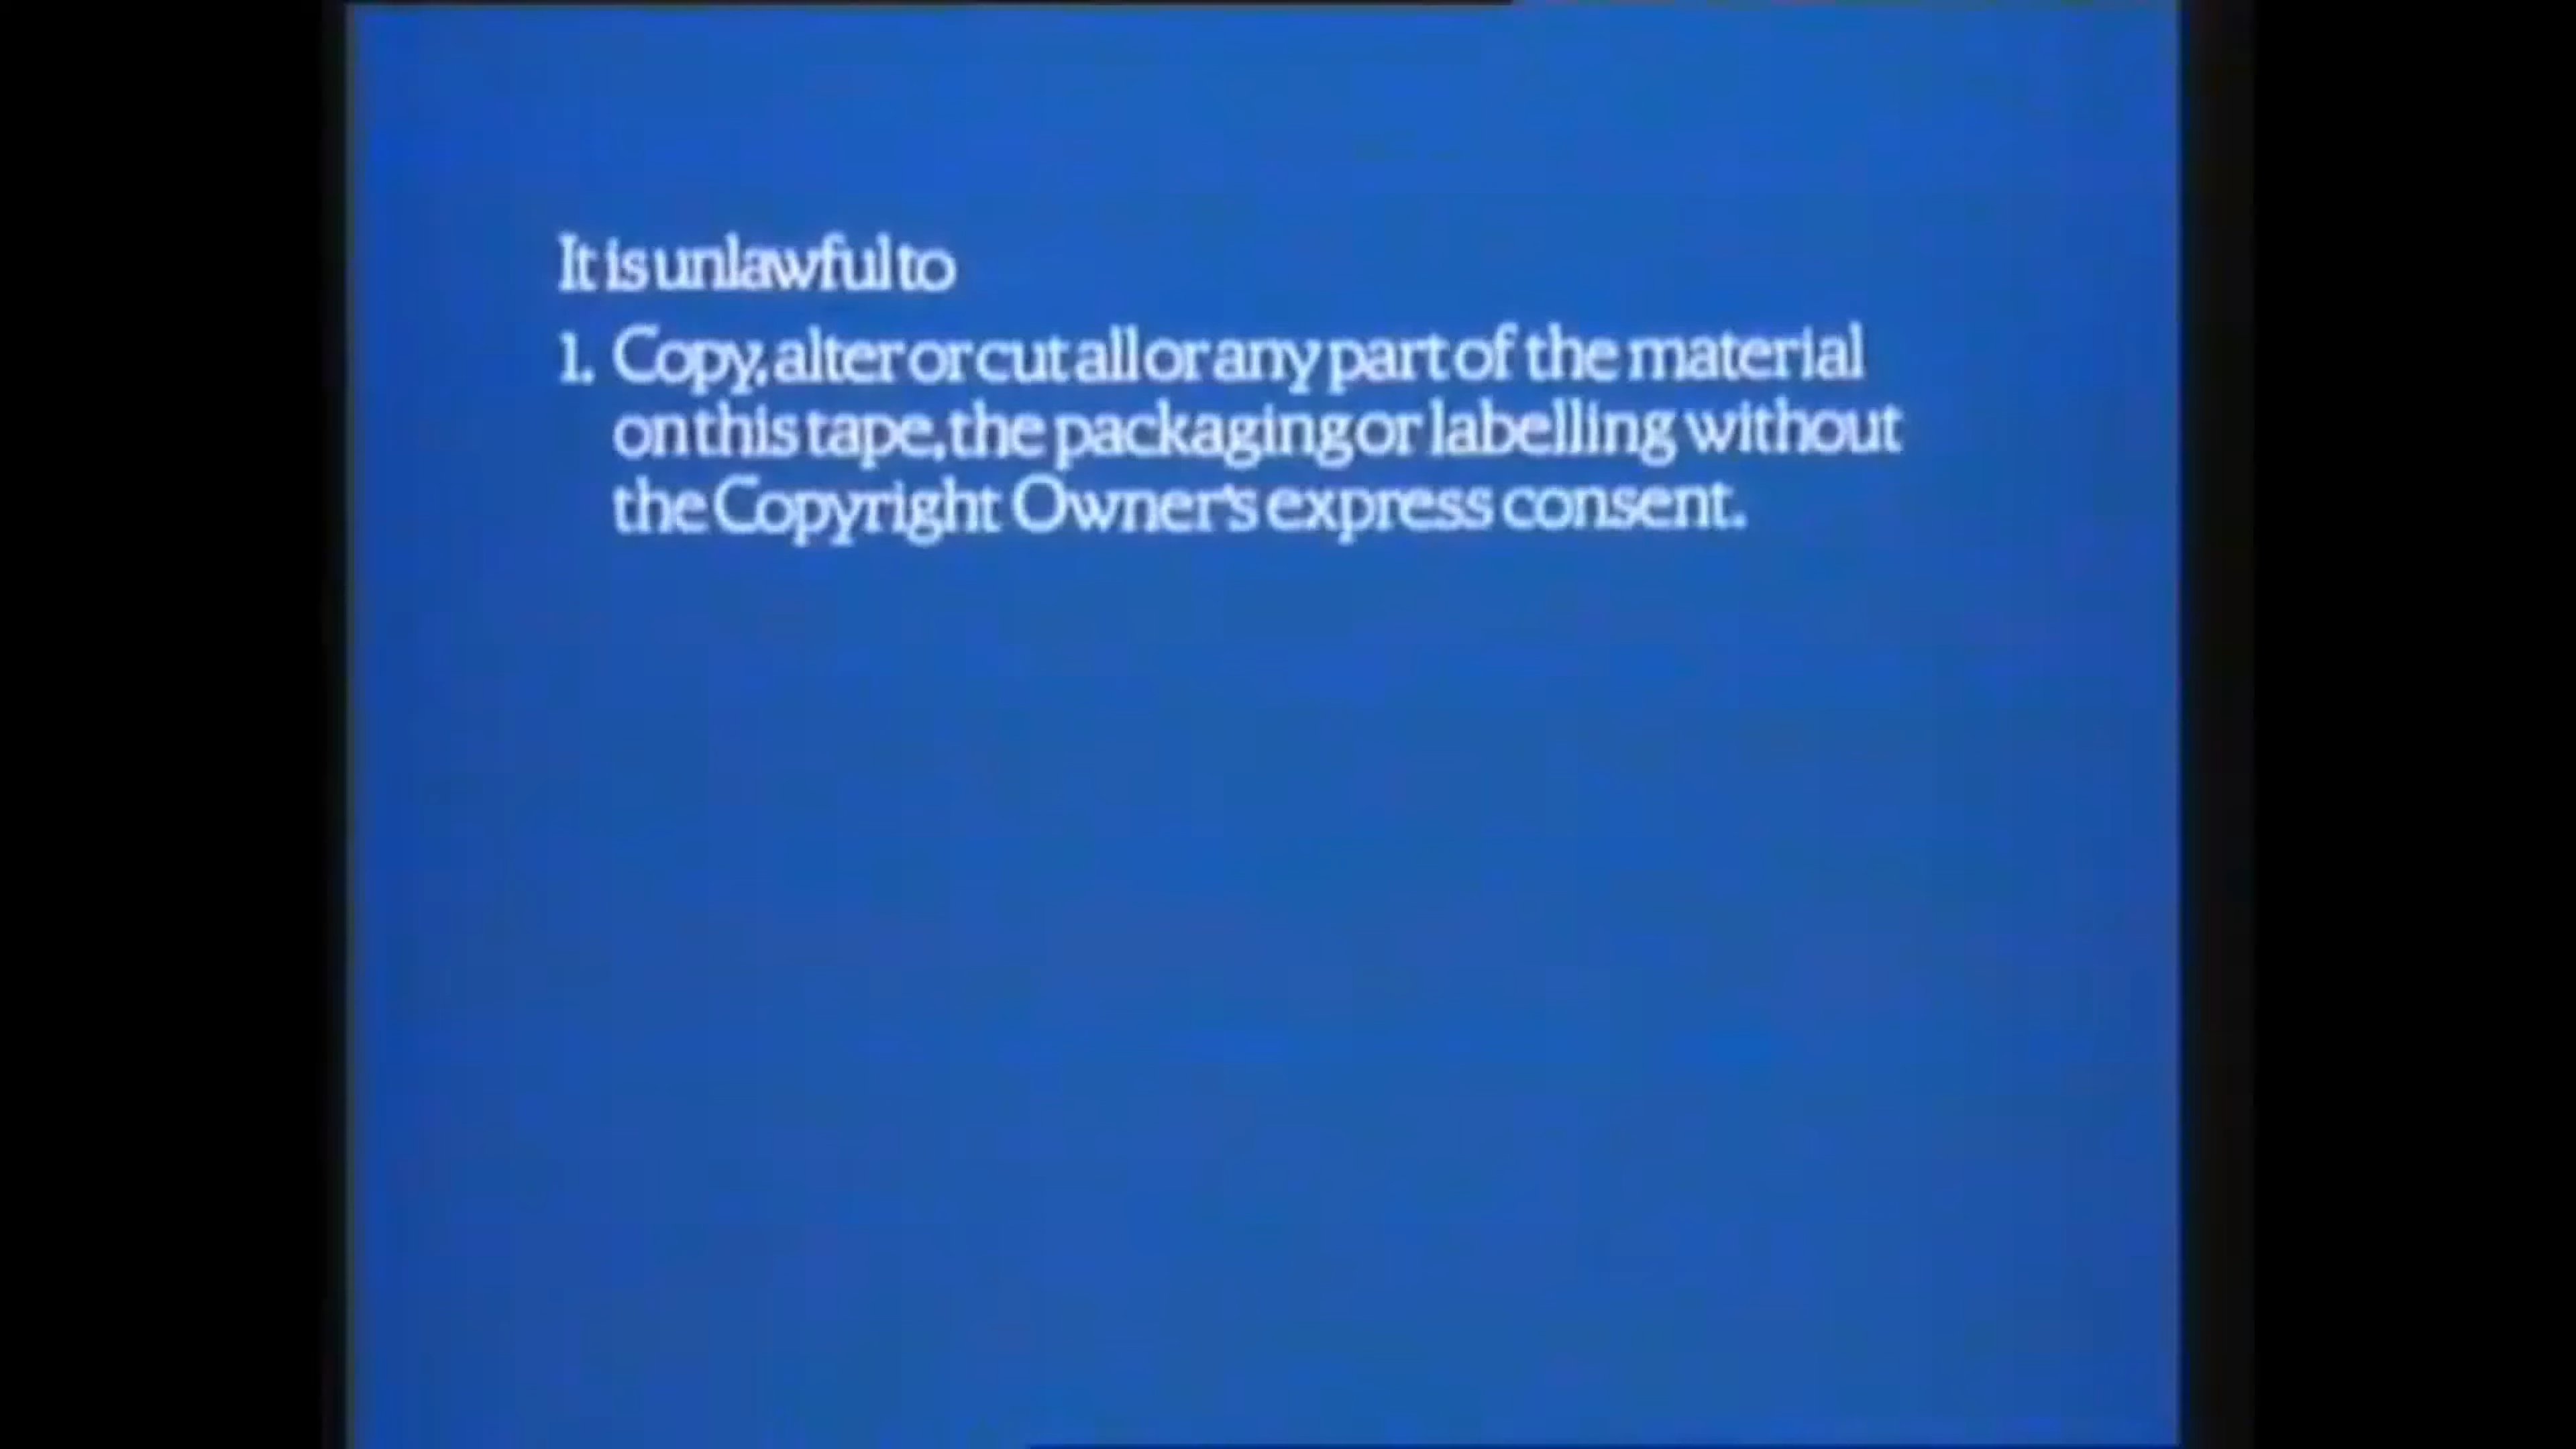 It is unlawful to
1. Copy, alter or cut all or any part of the material
on this tape, the packaging or labelling without
the Copyright Owner's express consent.